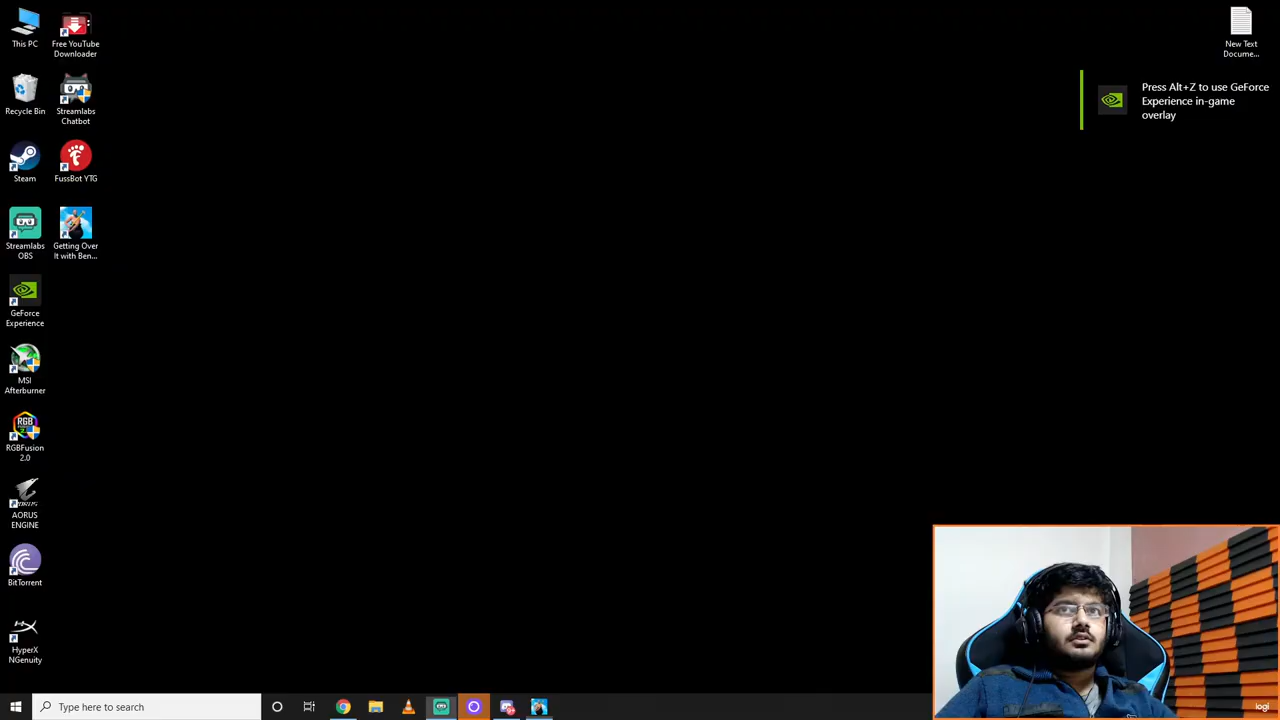 This PC
Free YouTube
Downloader
Recycle Bin
Streamlabs
Chatbot
Steam
FussBot YTG
Streamlabs
OBS
Getting Over
It with Ben...
GeForce
Experience
MSI
Afterburner
RGB
RGBFusion
2.0
AORUS
ENGINE
BitTorrent
HyperX
NGenuity
New Text
Docume...
Press Alt+Z to use GeForce
Experience in-game
overlay
Type here to search
logi